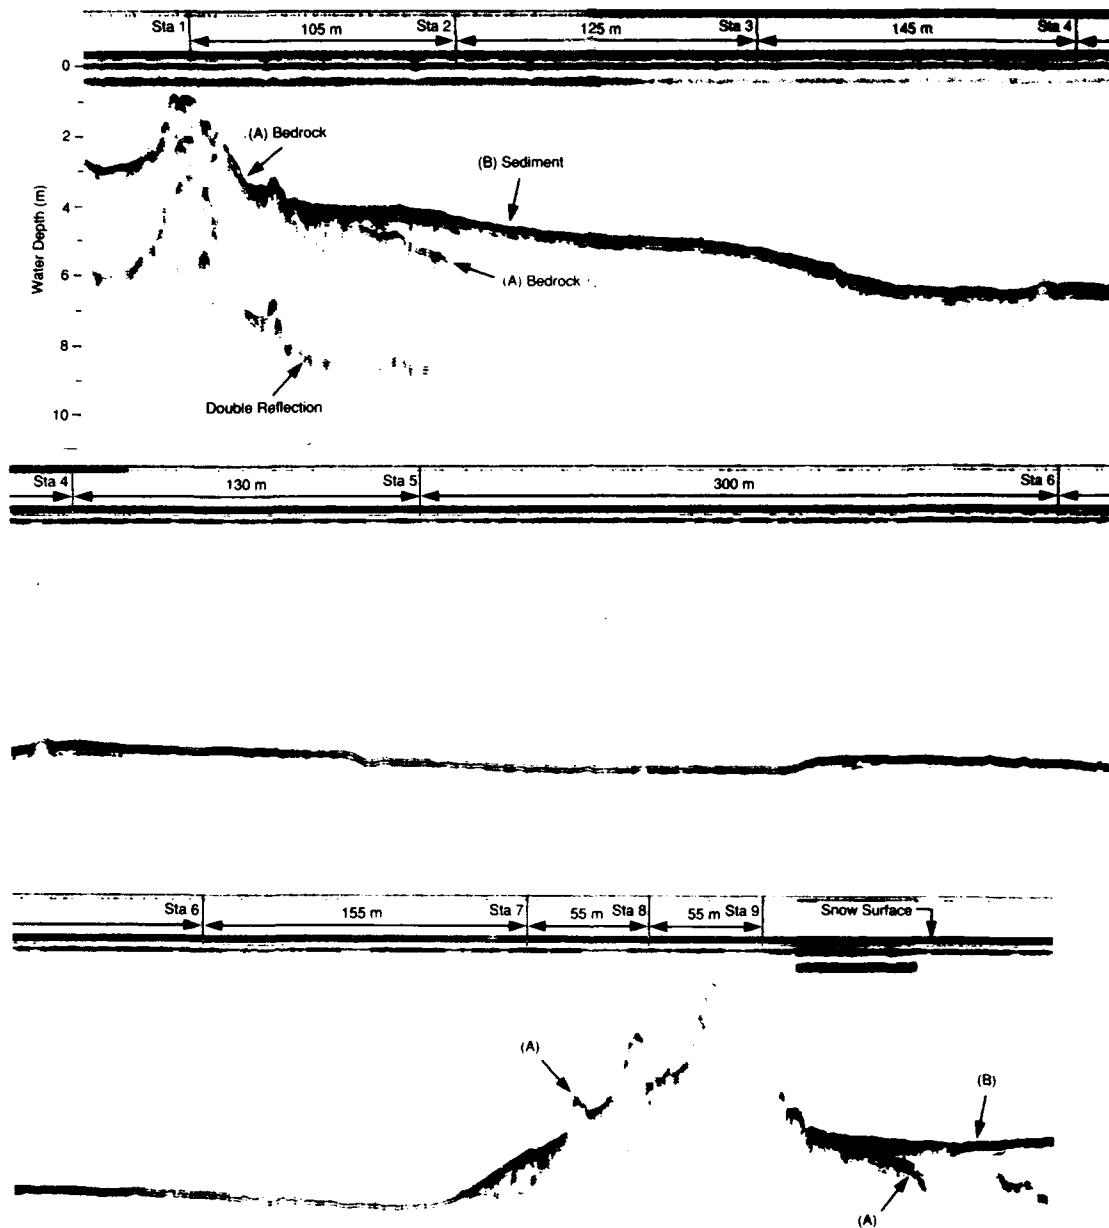 Sta 1 105 m Sta 2 125 m Sta 3 145 m Sta 4
0
(A) Bedrock
2
(B) Sediment
4
Water Depth (m)
(A) Bedrock
6
8
Double Reflection
10
Sta 4 130 m Sta 5 300 m Sta 6
Sta 6 155 m Sta 7 55 m Sta 8 55 m Sta 9 Snow Surface
(A)
(B)
(A)